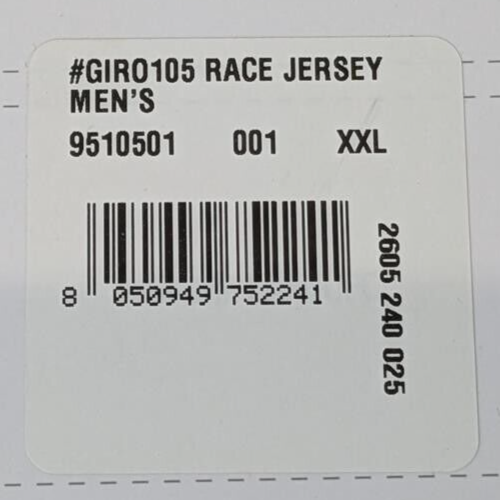 #GIRO105 RACE JERSEY
MEN'S
9510501 001 XXL
8 050949 752241
2605 240 025